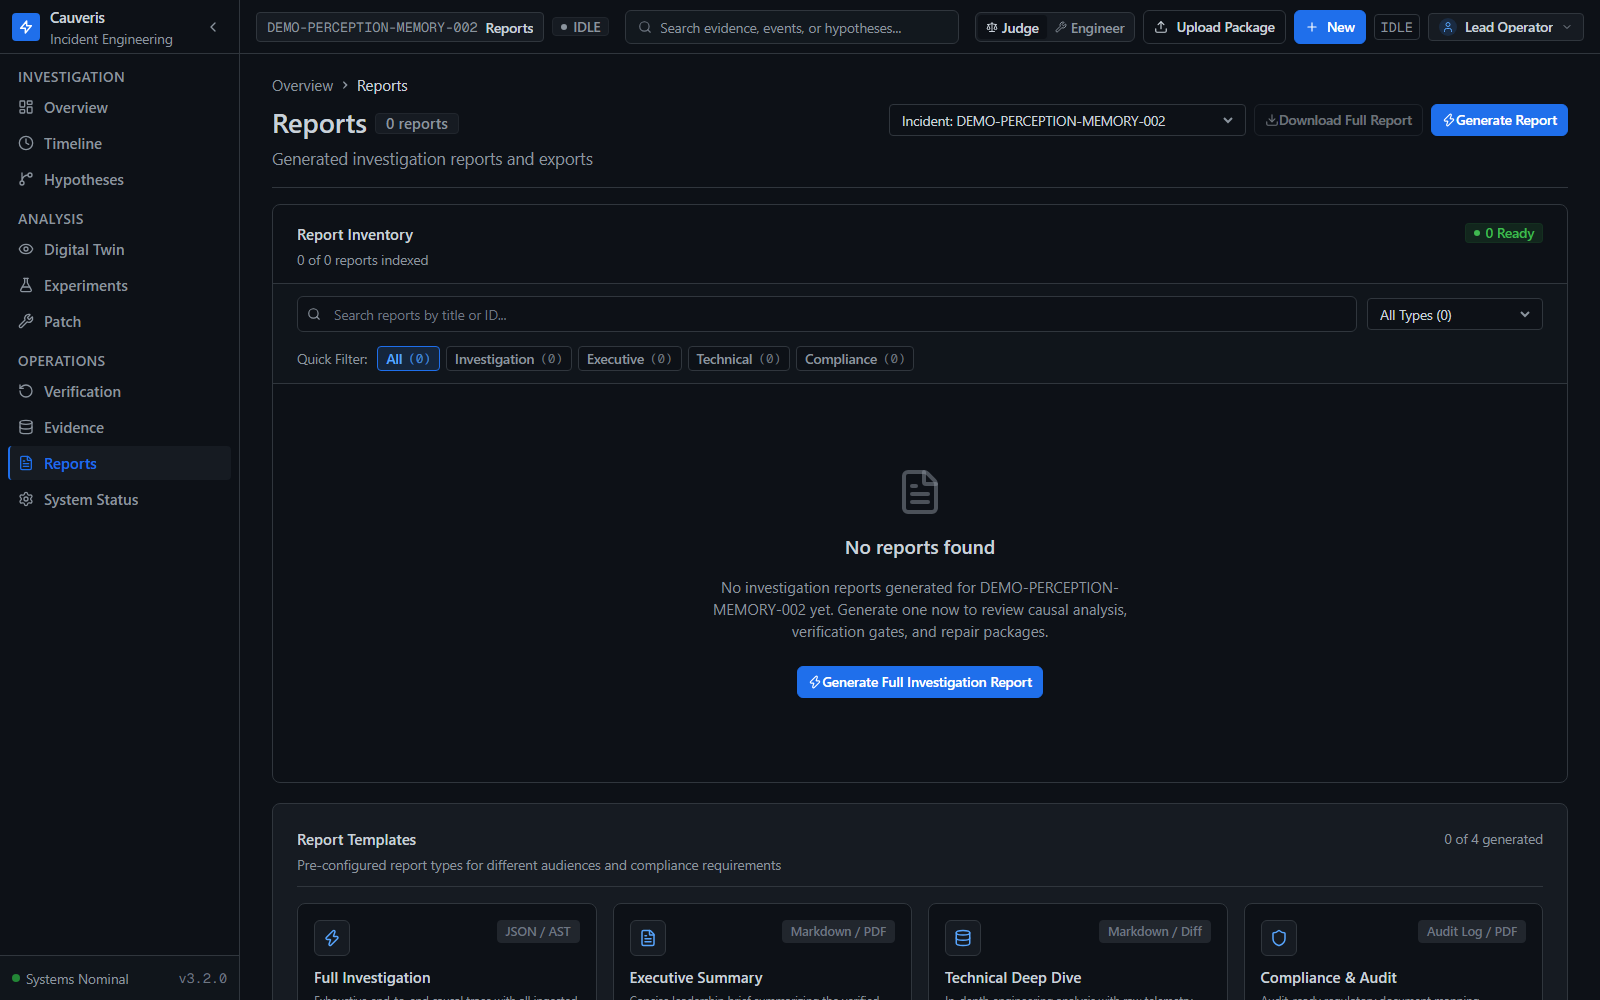 Cauveris
Incident Engineering
INVESTIGATION
Overview
Timeline
Hypotheses
ANALYSIS
Digital Twin
Experiments
Patch
OPERATIONS
Verification
Evidence
Reports
System Status
Systems Nominal v3.2.0
DEMO-PERCEPTION-MEMORY-002 Reports
IDLE
Search evidence, events, or hypotheses...
Judge Engineer
Upload Package
New
IDLE
Lead Operator
Overview > Reports
Reports 0 reports
Generated investigation reports and exports
Incident: DEMO-PERCEPTION-MEMORY-002
Download Full Report
Generate Report
Report Inventory
0 of 0 reports indexed
0 Ready
Search reports by title or ID...
All Types (0)
Quick Filter: All (0) Investigation (0) Executive (0) Technical (0) Compliance (0)
No reports found
No investigation reports generated for DEMO-PERCEPTION-
MEMORY-002 yet. Generate one now to review causal analysis,
verification gates, and repair packages.
Generate Full Investigation Report
Report Templates
Pre-configured report types for different audiences and compliance requirements
0 of 4 generated
JSON / AST
Full Investigation
Markdown / PDF
Executive Summary
Markdown / Diff
Technical Deep Dive
Audit Log / PDF
Compliance & Audit